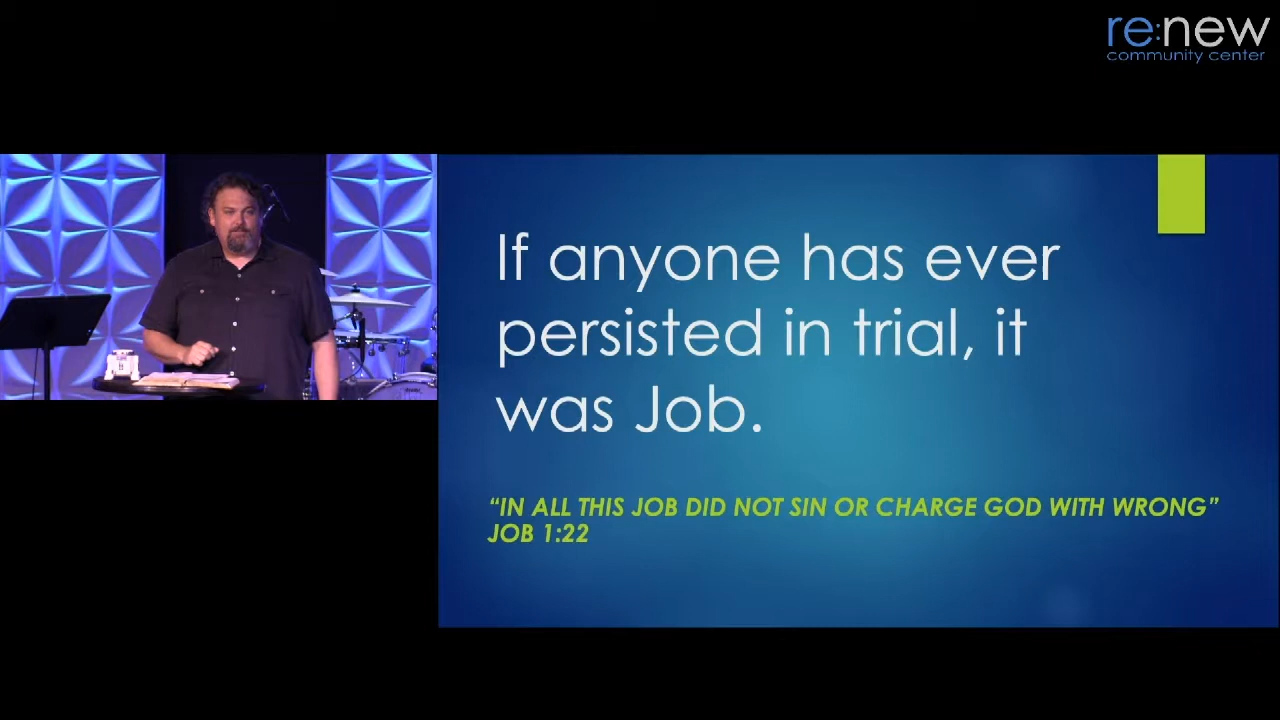 re:new
community center
If anyone has ever
persisted in trial, it
was Job.
“IN ALL THIS JOB DID NOT SIN OR CHARGE GOD WITH WRONG”
JOB 1:22